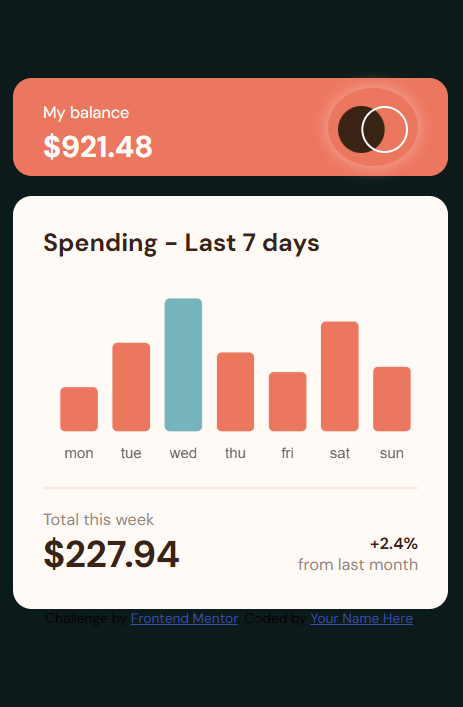 My balance
$921.48
Spending - Last 7 days
mon tue wed thu fri sat sun
Total this week
$227.94
+2.4%
from last month
Challenge by Frontend Mentor. Coded by Your Name Here.